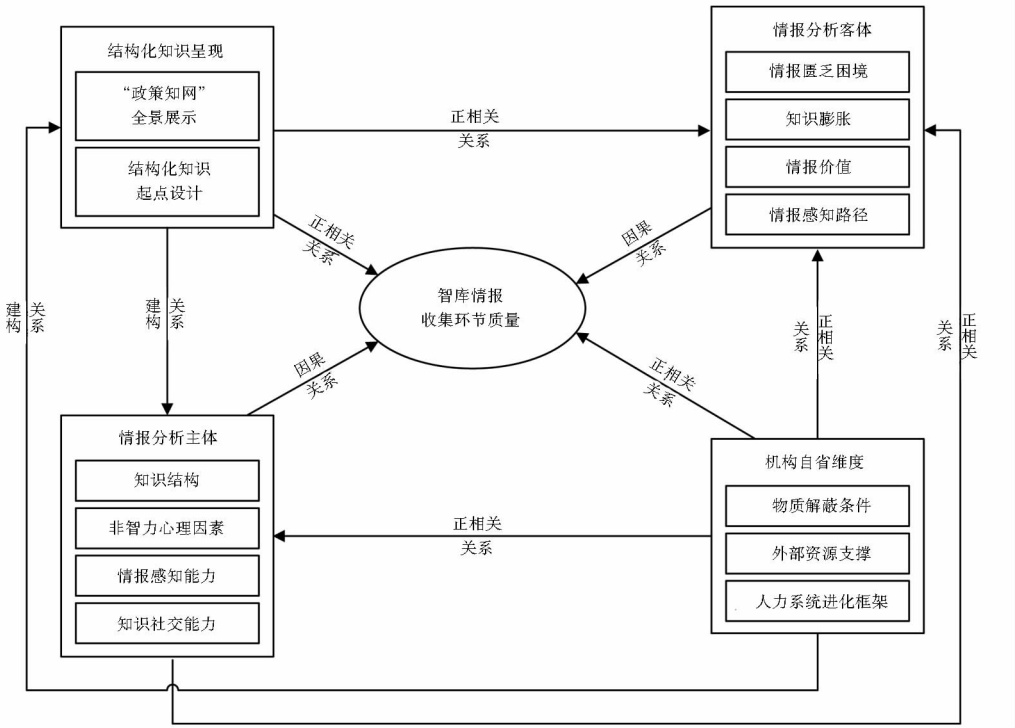 结构化知识呈现
“政策知网”
全景展示
结构化知识
起点设计
正相关
关系
情报分析客体
情报匮乏困境
知识膨胀
情报价值
情报感知路径
正相关
关系
因果
关系
智库情报
收集环节质量
建构
关系
建构
关系
因果
关系
正相关
关系
关系
正相关
关系
正相关
情报分析主体
知识结构
非智力心理因素
情报感知能力
知识社交能力
正相关
关系
机构自省维度
物质解蔽条件
外部资源支撑
人力系统进化框架